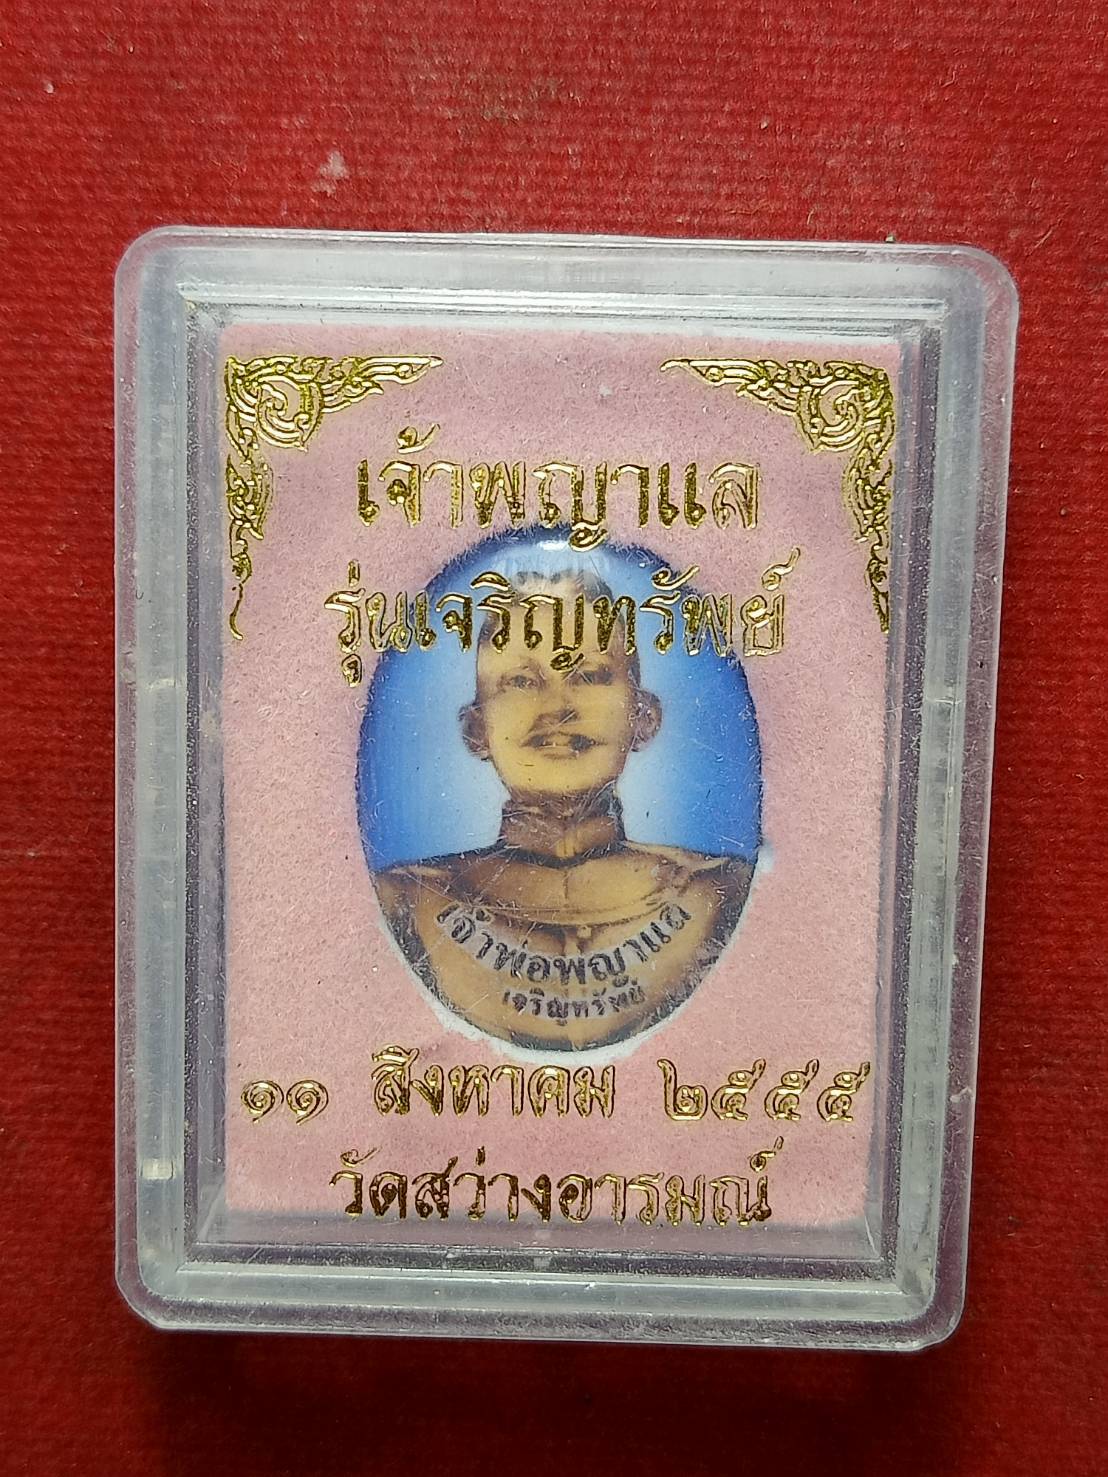 เจ้าพญาแล
รุ่นเจริญทรัพย์
เจ้าพ่อพญาแล
เจริญทรัพย์
๑๑ สิงหาคม ๒๕๕๕
วัดสว่างอารมณ์